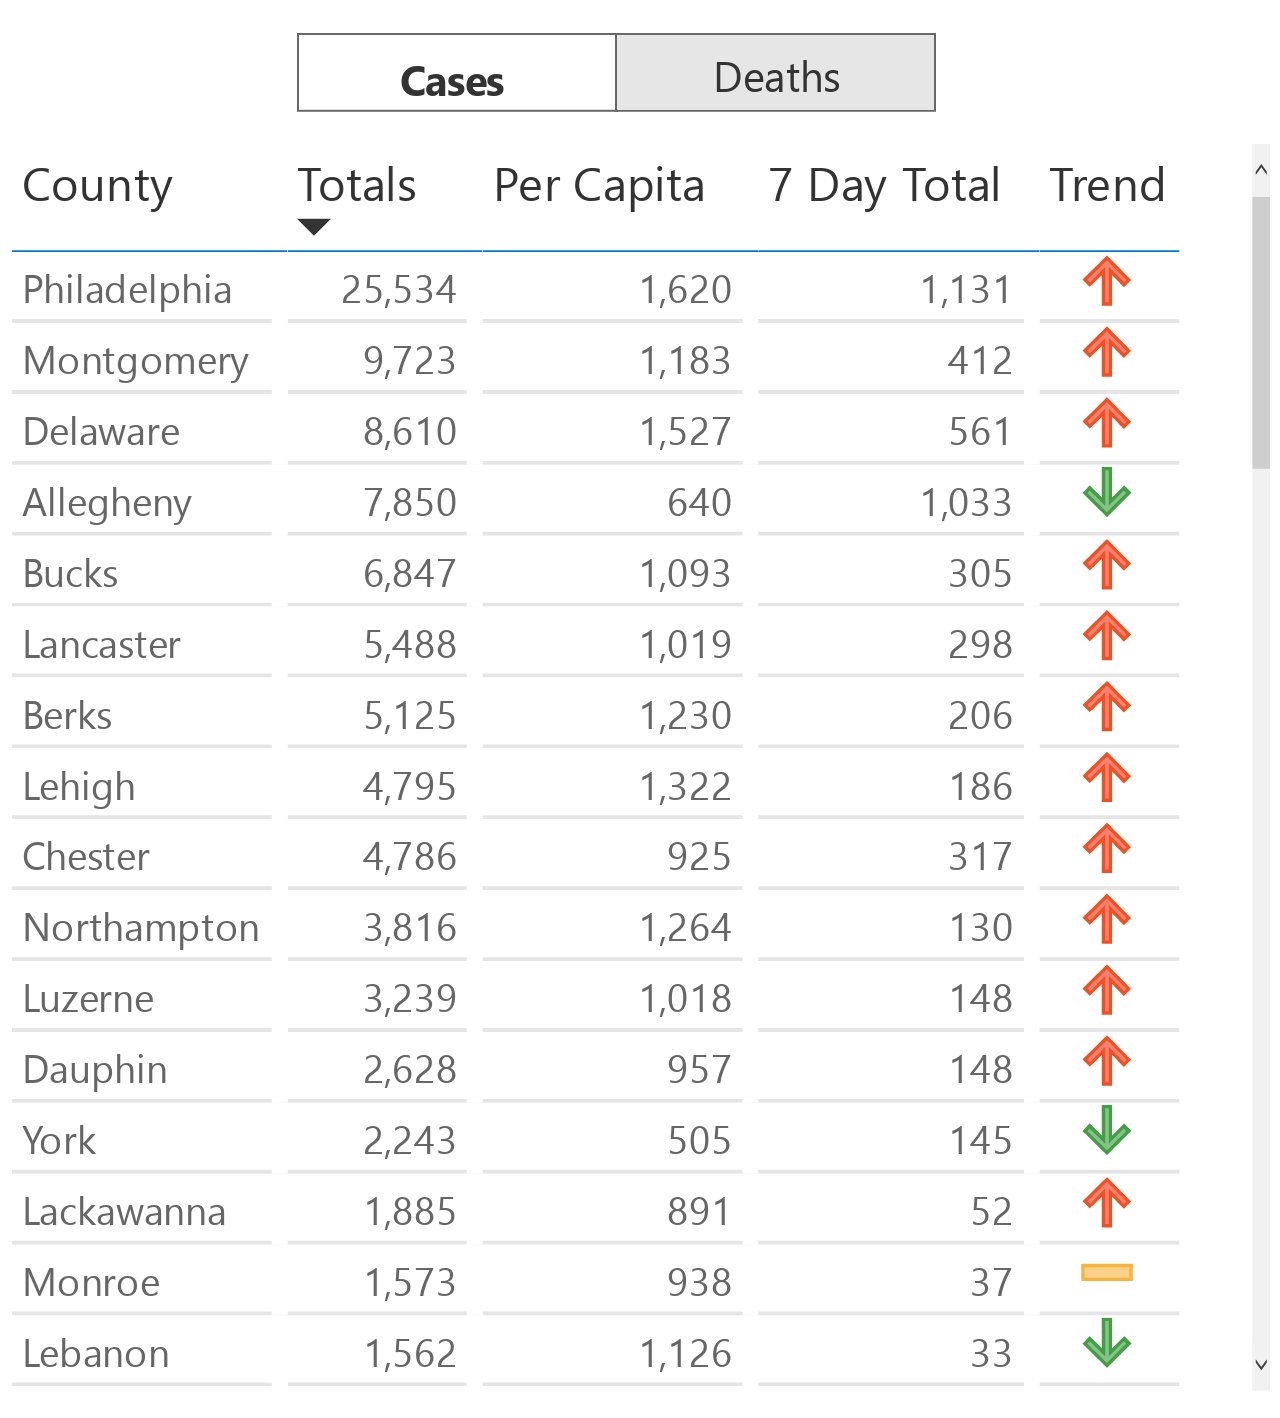 Cases Deaths
County Totals Per Capita 7 Day Total Trend
Philadelphia 25,534 1,620 1,131
Montgomery 9,723 1,183 412
Delaware 8,610 1,527 561
Allegheny 7,850 640 1,033
Bucks 6,847 1,093 305
Lancaster 5,488 1,019 298
Berks 5,125 1,230 206
Lehigh 4,795 1,322 186
Chester 4,786 925 317
Northampton 3,816 1,264 130
Luzerne 3,239 1,018 148
Dauphin 2,628 957 148
York 2,243 505 145
Lackawanna 1,885 891 52
Monroe 1,573 938 37
Lebanon 1,562 1,126 33